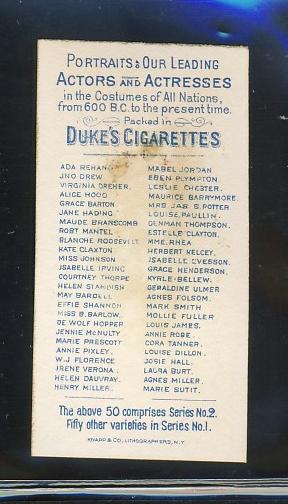 PORTRAITS OF OUR LEADING
ACTORS AND ACTRESSES
in the Costumes of All Nations,
from 600 B.C. to the present time.
Packed in
DUKE'S CIGARETTES
ADA REHAN
JNO DREW
VIRGINIA DREHER.
ALICE HOOD
GRACE BARTON
JANE HADING
MAUDE BRANSCOMB
ROBT MANTEL
BLANCHE ROOSEVELT
KATE CLAXTON
MISS JOHNSON
ISABELLE IRVING
COURTNEY THORPE
HELEN STANDISH
MAY BARDELL
EFFIE SHANNON
MISS B. BARLOW.
DE WOLF HOPPER
JENNIE McNULTY
MARIE PRESCOTT
ANNIE PIXLEY.
W.J FLORENCE
IRENE VERONA.
HELEN DAUVRAY.
HENRY MILLER.
MABEL JORDAN
EBEN PLYMPTON.
LESLIE CHESTER.
MAURICE BARRYMORE.
MRS JAS. B. POTTER
LOUISE PAULLIN.
DENMAN THOMPSON.
ESTELLE CLAYTON.
MME. RHEA
HERBERT KELCEY.
ISABELLE EVESSON.
GRACE HENDERSON.
KYRLE BELLEW.
GERALDINE ULMER
AGNES FOLSOM.
MARK SMITH
MOLLIE FULLER
LOUIS JAMES.
ANNIE ROBE.
CORA TANNER.
LOUISE DILLON.
JOSIE HALL.
LAURA BURT.
AGNES MILLER.
MARIE SUTIT.
The above 50 comprises Series No. 2.
Fifty other varieties in Series No. 1.
KNAPP & CO, LITHOGRAPHERS, N.Y.